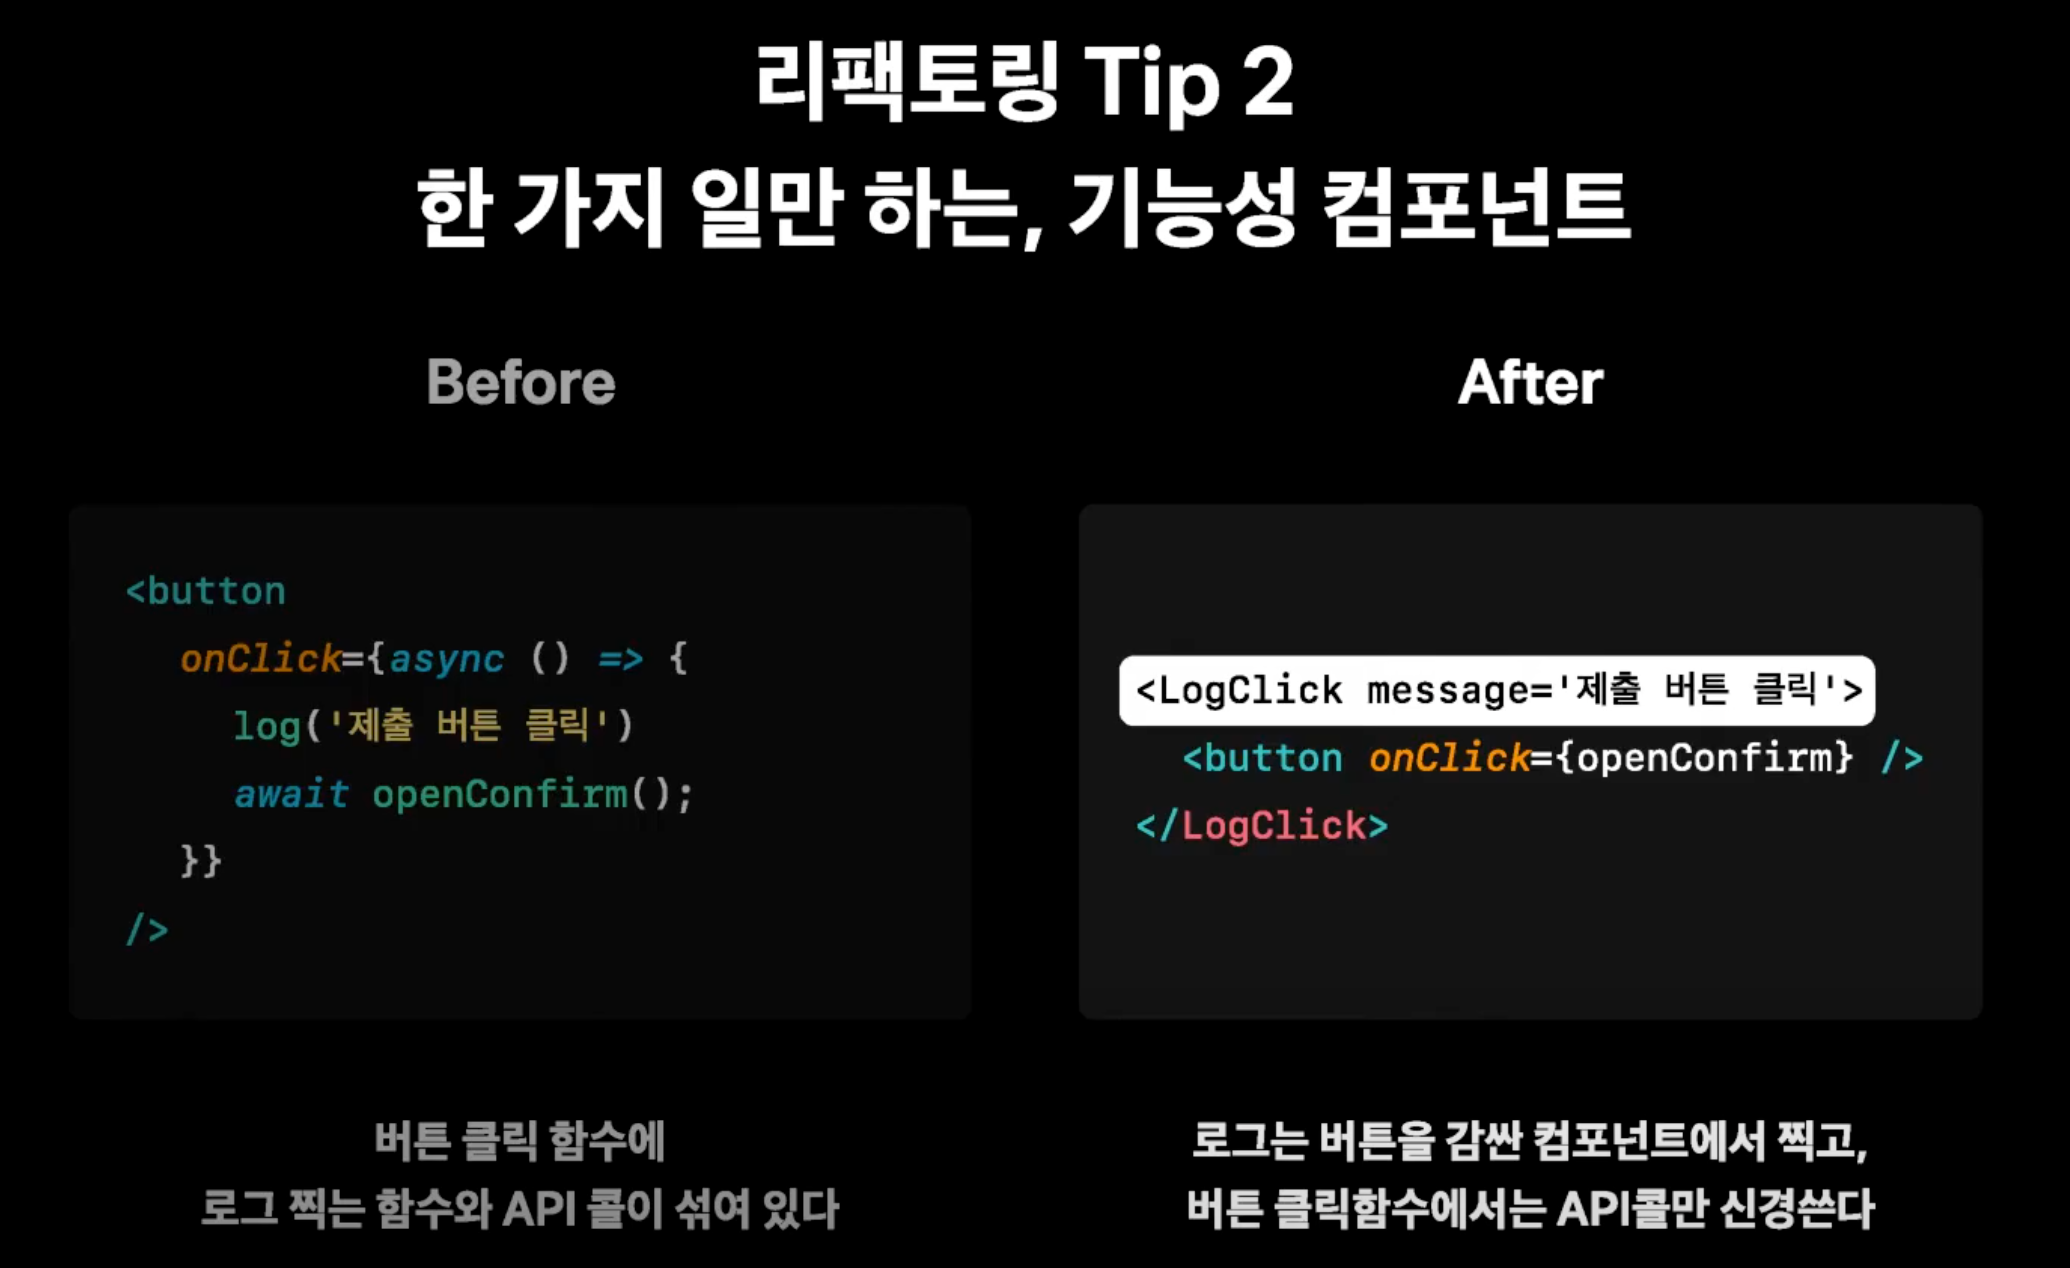 리팩토링 Tip 2
한 가지 일만 하는, 기능성 컴포넌트
Before
<button
onClick={async () => {
log('제출 버튼 클릭')
await openConfirm();
}}
/>
버튼 클릭 함수에
로그 찍는 함수와 API 콜이 섞여 있다
After
<LogClick message='제출 버튼 클릭'>
<button onClick={openConfirm} />
</LogClick>
로그는 버튼을 감싼 컴포넌트에서 찍고,
버튼 클릭함수에서는 API콜만 신경쓴다